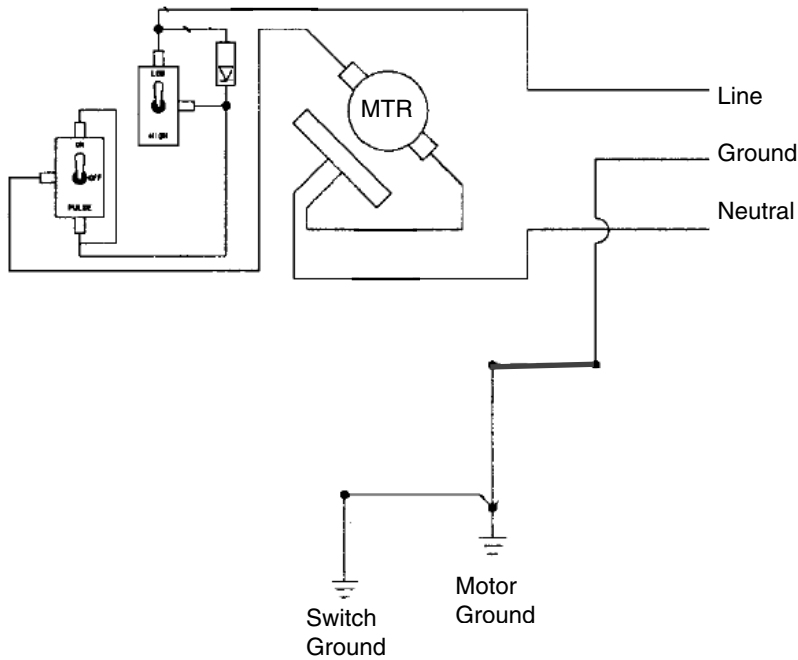 LOW
HIGH
ON
OFF
PULSE
MTR
Line
Ground
Neutral
Switch
Ground
Motor
Ground